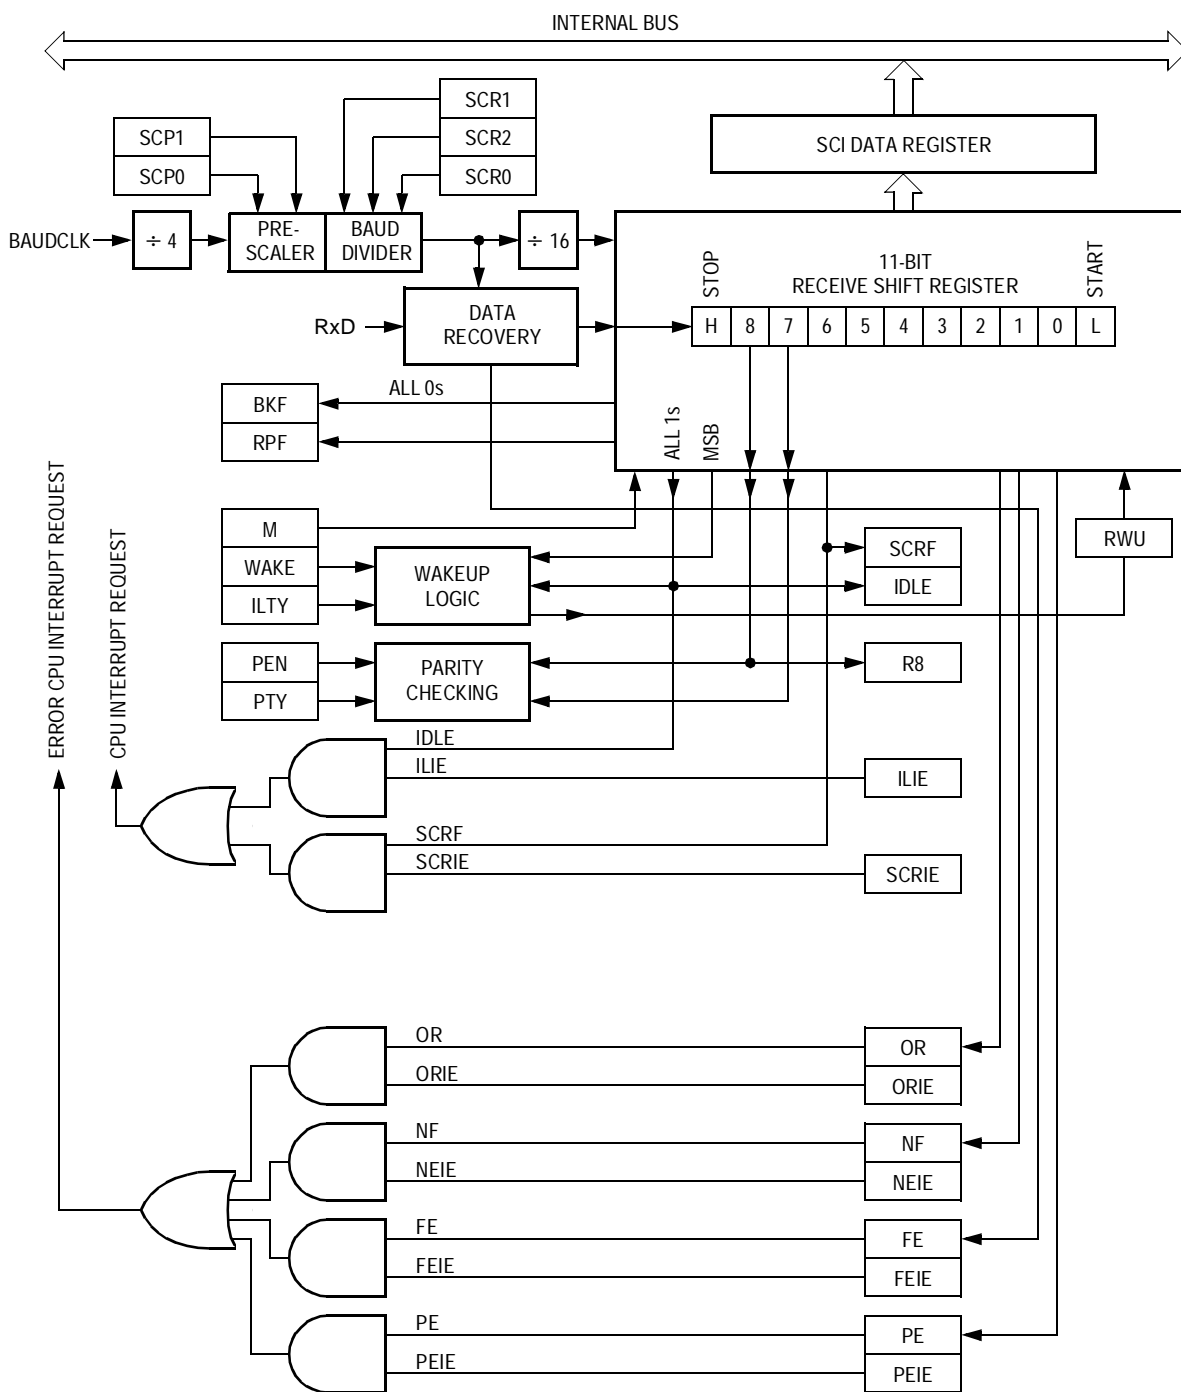 INTERNAL BUS
SCR1
SCR2
SCR0
SCP1
SCP0
SCI DATA REGISTER
BAUDCLK
÷ 4
PRE-
SCALER
BAUD
DIVIDER
÷ 16
RxD
DATA
RECOVERY
STOP
11-BIT
RECEIVE SHIFT REGISTER
START
H 8 7 6 5 4 3 2 1 0 L
ALL 0s
BKF
RPF
ALL 1s
MSB
M
WAKE
ILTY
WAKEUP
LOGIC
SCRF
IDLE
RWU
PEN
PTY
PARITY
CHECKING
R8
ERROR CPU INTERRUPT REQUEST
CPU INTERRUPT REQUEST
IDLE
ILIE
ILIE
SCRF
SCRIE
SCRIE
OR
ORIE
OR
ORIE
NF
NEIE
NF
NEIE
FE
FEIE
FE
FEIE
PE
PEIE
PE
PEIE